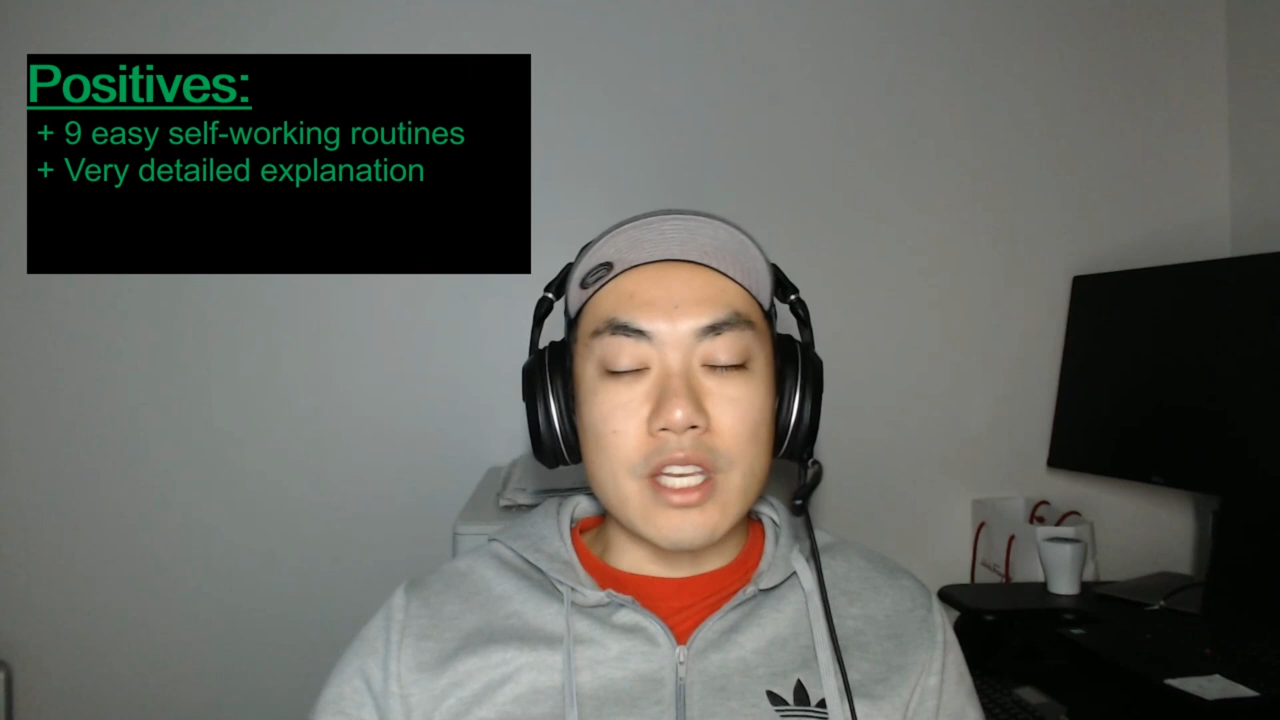 Positives:
+ 9 easy self-working routines
+ Very detailed explanation